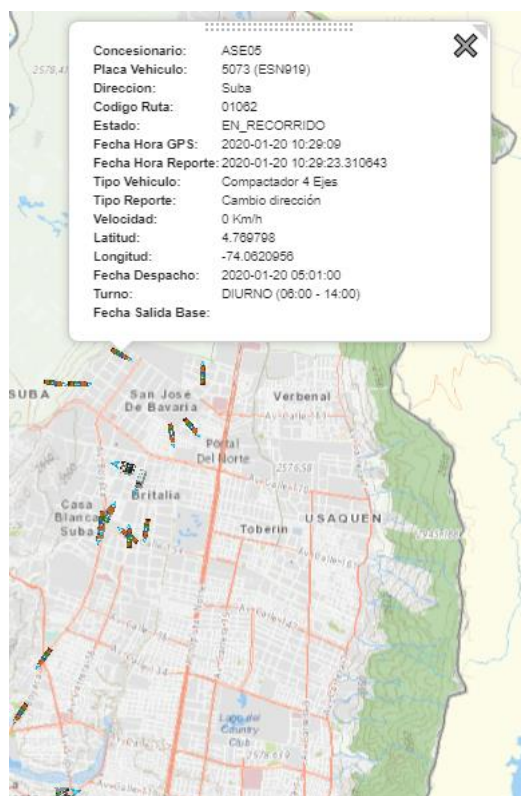 Concesionario: ASE05
Placa Vehiculo: 5073 (ESN919)
Direccion: Suba
Codigo Ruta: 01062
Estado: EN_RECORRIDO
Fecha Hora GPS: 2020-01-20 10:29:09
Fecha Hora Reporte: 2020-01-20 10:29:23.310643
Tipo Vehiculo: Compactador 4 Ejes
Tipo Reporte: Cambio dirección
Velocidad: 0 Km/h
Latitud: 4.769798
Longitud: -74.0620956
Fecha Despacho: 2020-01-20 05:01:00
Turno: DIURNO (06:00 - 14:00)
Fecha Salida Base:
SUBA
San José
De Bavaria
Verbenal
Portal
Del Norte
2576,58
Britalia
Casa
Blanca
Suba
Toberin
USAQUEN
Lago del
Country
Club